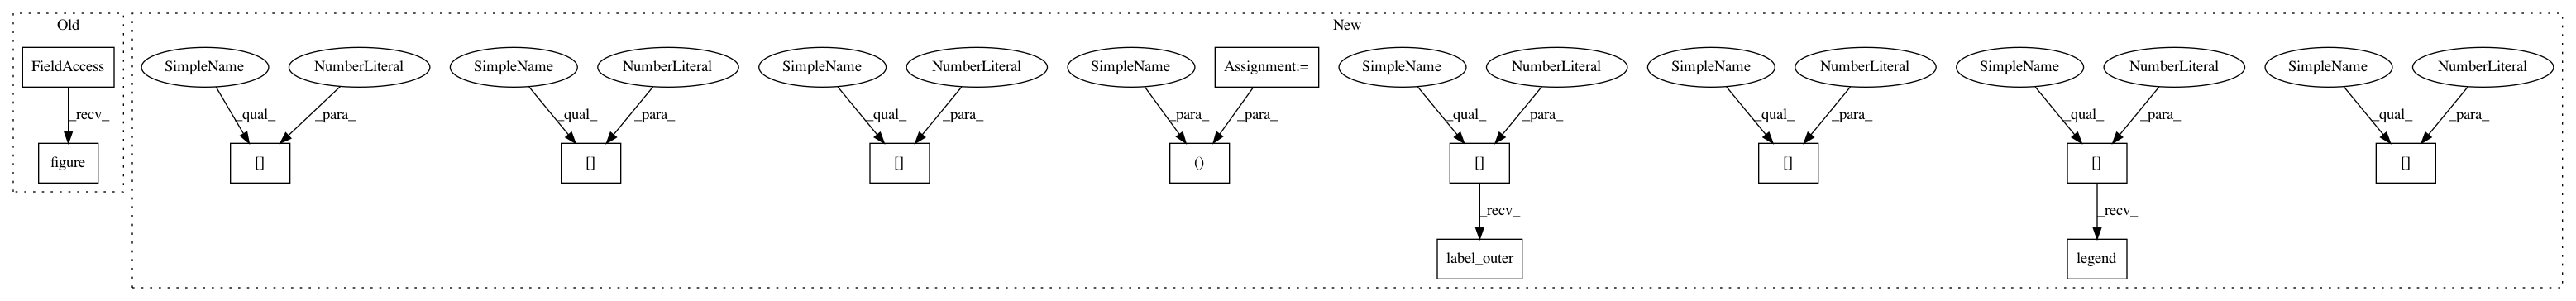 Old New
FieldAccess SimpleName NumberLiteral SimpleName NumberLiteral SimpleName NumberLiteral SimpleName Assignment:= SimpleName NumberLiteral SimpleName NumberLiteral SimpleName NumberLiteral SimpleName NumberLiteral
_recv_ _qual_ _para_ _qual_ _para_ _qual_ _para_ _para_ _para_ _qual_ _para_ _qual_ _para_ _qual_ _para_ _qual_ _para_
figure [] [] [] () [] [] [] []
_recv_ _recv_
label_outer legend